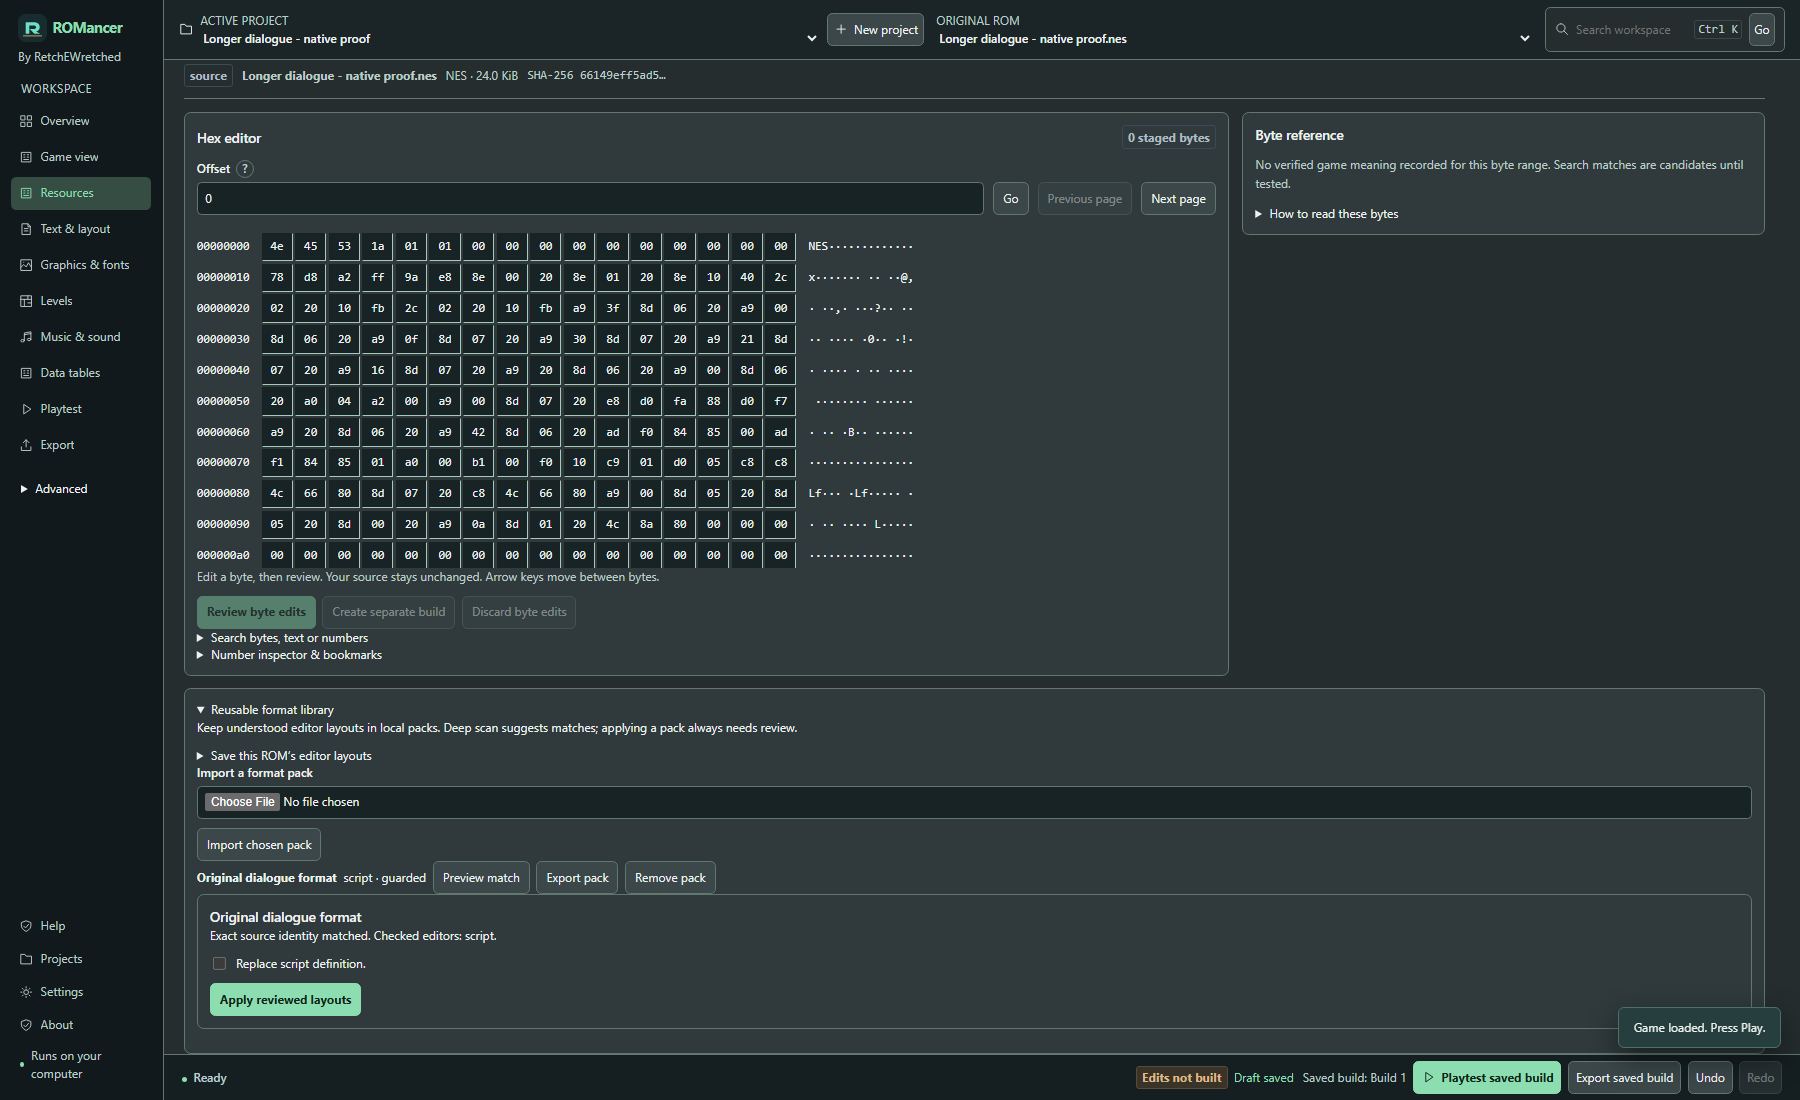 ROMancer
By RetchEWretched
WORKSPACE
Overview
Game view
Resources
Text & layout
Graphics & fonts
Levels
Music & sound
Data tables
Playtest
Export
Advanced
Help
Projects
Settings
About
Runs on your
computer
ACTIVE PROJECT
Longer dialogue - native proof
+ New project
ORIGINAL ROM
Longer dialogue - native proof.nes
Search workspace Ctrl K Go
source Longer dialogue - native proof.nes NES · 24.0 KiB SHA-256 66149eff5ad5…
Hex editor
0 staged bytes
Offset ?
0 Go Previous page Next page
00000000 4e 45 53 1a 01 01 00 00 00 00 00 00 00 00 00 00 NES·············
00000010 78 d8 a2 ff 9a e8 8e 00 20 8e 01 20 8e 10 40 2c x······· ·· ··@,
00000020 02 20 10 fb 2c 02 20 10 fb a9 3f 8d 06 20 a9 00 · ··,· ···?·· ··
00000030 8d 06 20 a9 0f 8d 07 20 a9 30 8d 07 20 a9 21 8d ·· ···· ·0·· ·!·
00000040 07 20 a9 16 8d 07 20 a9 20 8d 06 20 a9 00 8d 06 · ···· · ·· ····
00000050 20 a0 04 a2 00 a9 00 8d 07 20 e8 d0 fa 88 d0 f7 ········ ······
00000060 a9 20 8d 06 20 a9 42 8d 06 20 ad f0 84 85 00 ad · ·· ·B·· ······
00000070 f1 84 85 01 a0 00 b1 00 f0 10 c9 01 d0 05 c8 c8 ················
00000080 4c 66 80 8d 07 20 c8 4c 66 80 a9 00 8d 05 20 8d Lf··· ·Lf····· ·
00000090 05 20 8d 00 20 a9 0a 8d 01 20 4c 8a 80 00 00 00 · ·· ···· L·····
000000a0 00 00 00 00 00 00 00 00 00 00 00 00 00 00 00 00 ················
Edit a byte, then review. Your source stays unchanged. Arrow keys move between bytes.
Review byte edits Create separate build Discard byte edits
Search bytes, text or numbers
Number inspector & bookmarks
Byte reference
No verified game meaning recorded for this byte range. Search matches are candidates until
tested.
How to read these bytes
Reusable format library
Keep understood editor layouts in local packs. Deep scan suggests matches; applying a pack always needs review.
Save this ROM's editor layouts
Import a format pack
Choose File No file chosen
Import chosen pack
Original dialogue format script · guarded Preview match Export pack Remove pack
Original dialogue format
Exact source identity matched. Checked editors: script.
Replace script definition.
Apply reviewed layouts
Game loaded. Press Play.
Ready
Edits not built Draft saved Saved build: Build 1 Playtest saved build Export saved build Undo Redo